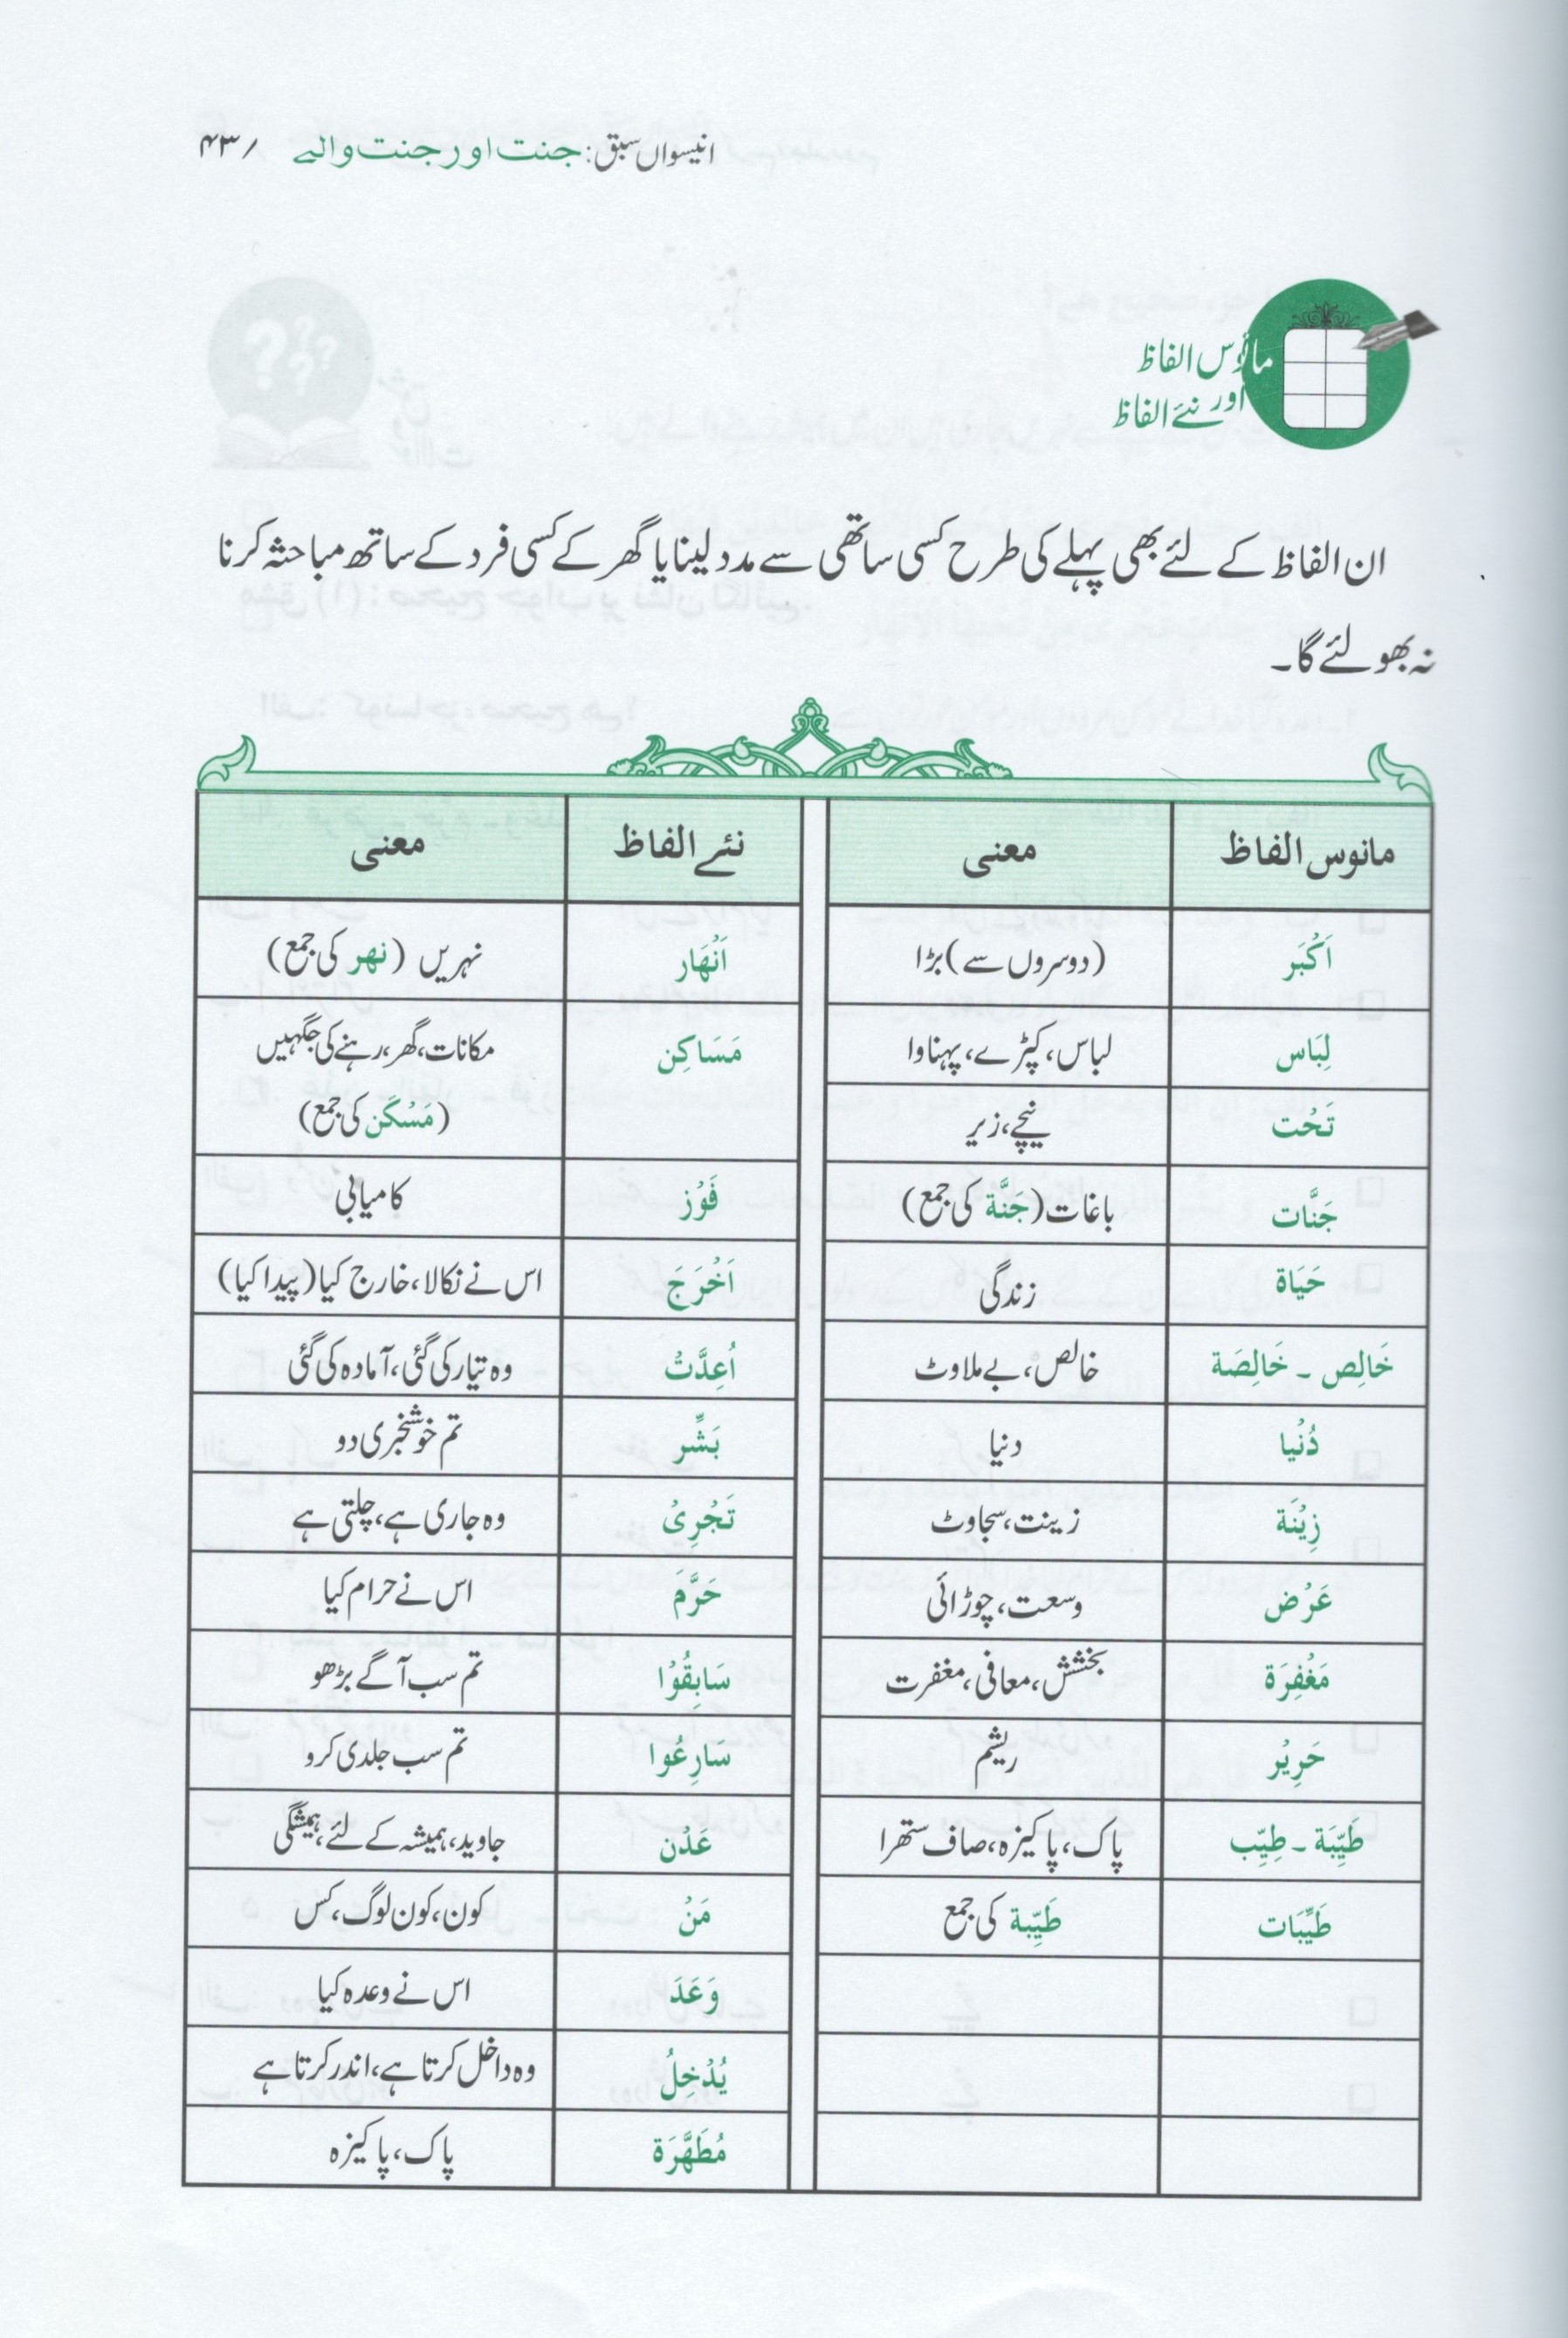 انیسواں سبق: جنت اور جنت والے /۴۳
مانوس الفاظ
اور نئے الفاظ
ان الفاظ کے لئے بھی پہلے کی طرح کسی ساتھی سے مدد لینا یا گھر کے کسی فرد کے ساتھ مباحثہ کرنا
نہ بھولئے گا۔
مانوس الفاظ معنی نئے الفاظ معنی
اَکْبَر (دوسروں سے) بڑا اَنْهَار نہریں (نهر کی جمع)
لِبَاس لباس، کپڑے، پہناوا مَسَاکِن مکانات، گھر، رہنے کی جگہیں
تَحْت نیچے، زیر (مَسْکَن کی جمع)
جَنَّات باغات (جَنَّة کی جمع) فَوْز کامیابی
حَيَاة زندگی اَخْرَجَ اس نے نکالا، خارج کیا (پیدا کیا)
خَالِص ۔ خَالِصَة خالص، بے ملاوٹ اُعِدَّتْ وہ تیار کی گئی، آمادہ کی گئی
دُنْيا دنیا بَشِّر تم خوشخبری دو
زِيْنَة زینت، سجاوٹ تَجْرِیْ وہ جاری ہے، چلتی ہے
عَرْض وسعت، چوڑائی حَرَّمَ اس نے حرام کیا
مَغْفِرَة بخشش، معافی، مغفرت سَابِقُوْا تم سب آگے بڑھو
حَرِيْر ریشم سَارِعُوا تم سب جلدی کرو
طَيِّبَة ۔ طِيِّب پاک، پاکیزہ، صاف ستھرا عَدْن جاوید، ہمیشہ کے لئے، ہمیشگی
طَيِّبَات طَيِّبة کی جمع مَنْ کون، کون لوگ، کس
وَعَدَ اس نے وعدہ کیا
يُدْخِلُ وہ داخل کرتا ہے، اندر کرتا ہے
مُطَهَّرَة پاک، پاکیزہ